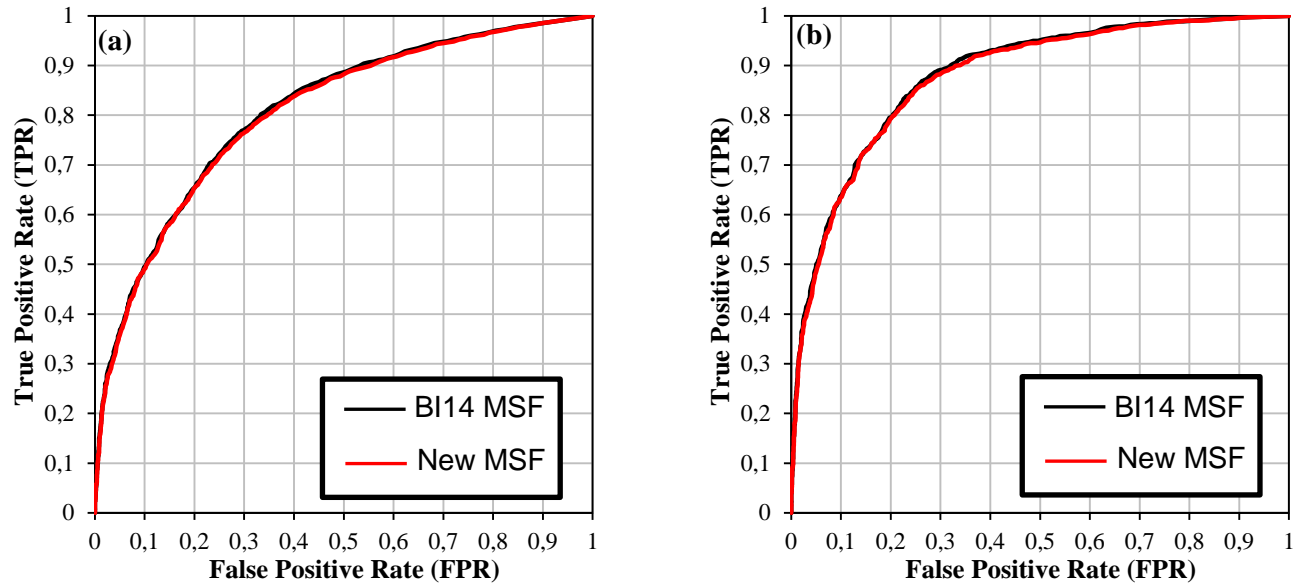 (a)
True Positive Rate (TPR)
1
0,9
0,8
0,7
0,6
0,5
0,4
0,3
0,2
0,1
0
BI14 MSF
New MSF
0 0,1 0,2 0,3 0,4 0,5 0,6 0,7 0,8 0,9 1
False Positive Rate (FPR)
(b)
True Positive Rate (TPR)
1
0,9
0,8
0,7
0,6
0,5
0,4
0,3
0,2
0,1
0
BI14 MSF
New MSF
0 0,1 0,2 0,3 0,4 0,5 0,6 0,7 0,8 0,9 1
False Positive Rate (FPR)